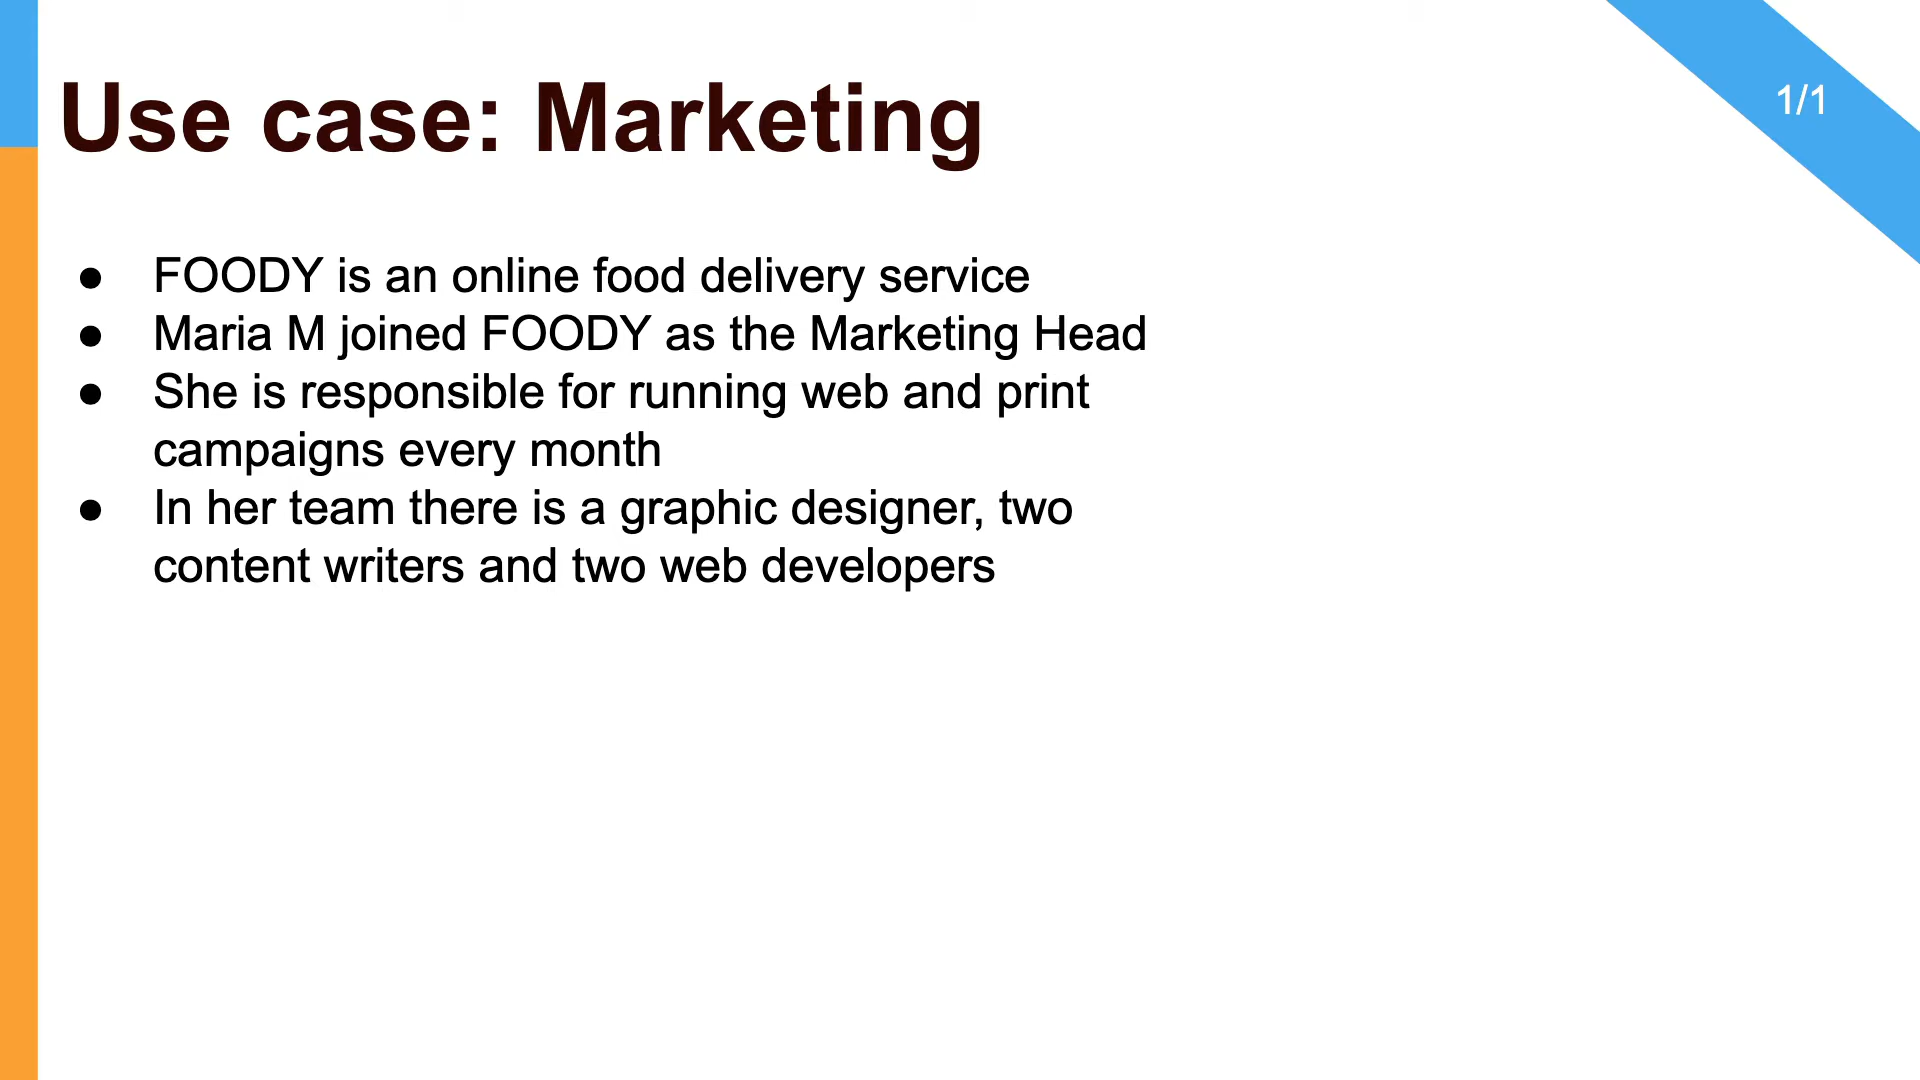 Use case: Marketing
1/1
● FOODY is an online food delivery service
● Maria M joined FOODY as the Marketing Head
● She is responsible for running web and print
campaigns every month
● In her team there is a graphic designer, two
content writers and two web developers